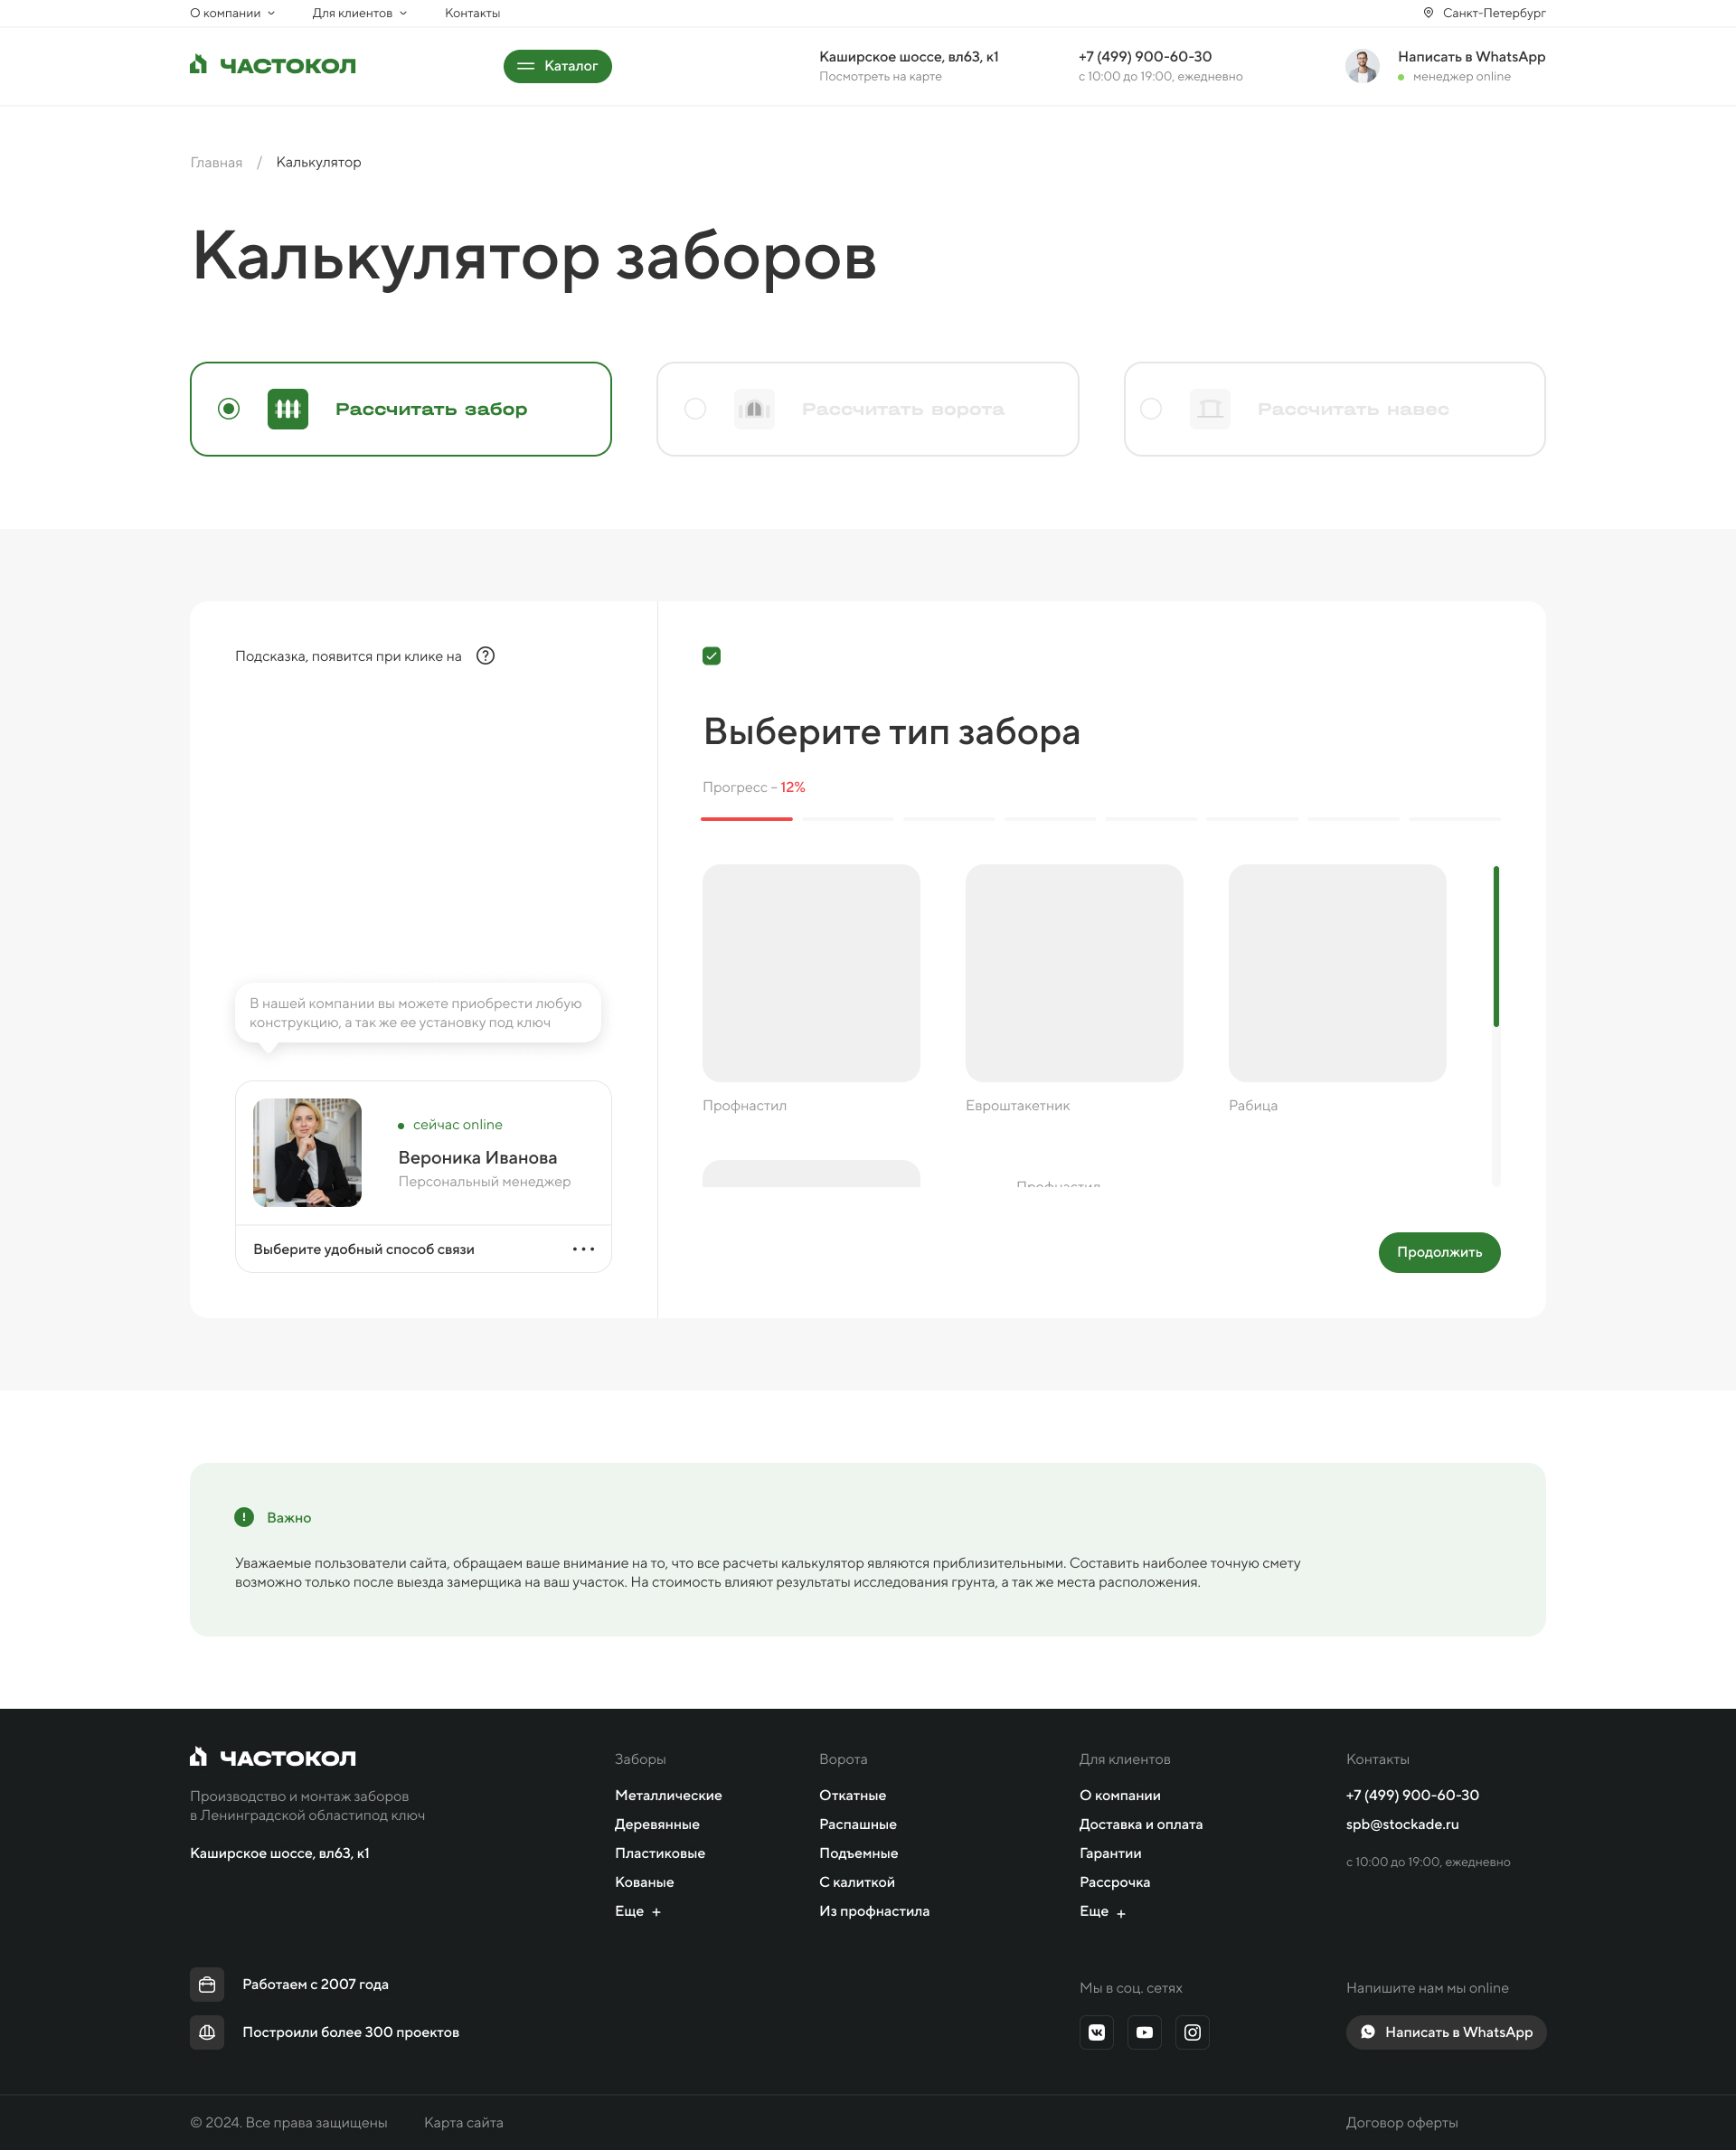 О компании
Для клиентов
Контакты
Санкт-Петербург
ЧАСТОКОЛ
Каталог
Каширское шоссе, вл63, к1
Посмотреть на карте
+7 (499) 900-60-30
с 10:00 до 19:00, ежедневно
Написать в WhatsApp
менеджер online
Главная / Калькулятор
Калькулятор заборов
Рассчитать забор
Рассчитать ворота
Рассчитать навес
Подсказка, появится при клике на ?
Выберите тип забора
Прогресс – 12%
Профнастил
Евроштакетник
Рабица
Профнастил
В нашей компании вы можете приобрести любую
конструкцию, а так же ее установку под ключ
сейчас online
Вероника Иванова
Персональный менеджер
Выберите удобный способ связи
Продолжить
Важно
Уважаемые пользователи сайта, обращаем ваше внимание на то, что все расчеты калькулятор являются приблизительными. Составить наиболее точную смету
возможно только после выезда замерщика на ваш участок. На стоимость влияют результаты исследования грунта, а так же места расположения.
ЧАСТОКОЛ
Производство и монтаж заборов
в Ленинградской областипод ключ
Каширское шоссе, вл63, к1
Заборы
Металлические
Деревянные
Пластиковые
Кованые
Еще +
Ворота
Откатные
Распашные
Подъемные
С калиткой
Из профнастила
Для клиентов
О компании
Доставка и оплата
Гарантии
Рассрочка
Еще +
Контакты
+7 (499) 900-60-30
spb@stockade.ru
с 10:00 до 19:00, ежедневно
Работаем с 2007 года
Построили более 300 проектов
Мы в соц. сетях
Напишите нам мы online
Написать в WhatsApp
© 2024. Все права защищены
Карта сайта
Договор оферты